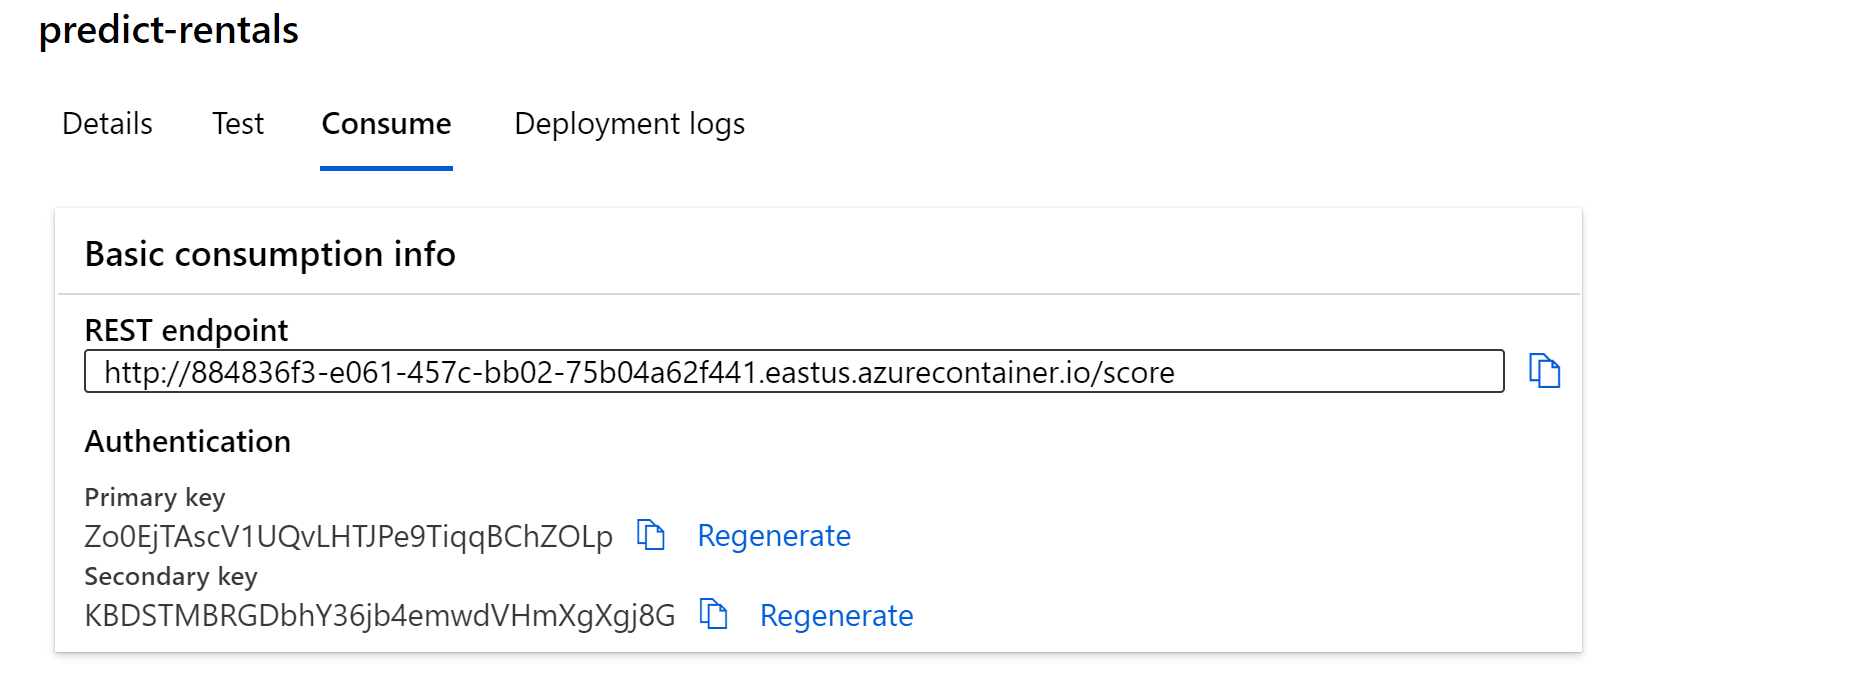 predict-rentals
Details Test Consume Deployment logs
Basic consumption info
REST endpoint
http://884836f3-e061-457c-bb02-75b04a62f441.eastus.azurecontainer.io/score
Authentication
Primary key
Zo0EjTAscV1UQvLHTJPe9TiqqBChZOLp Regenerate
Secondary key
KBDSTMBRGDbhY36jb4emwdVHmXgXgj8G Regenerate